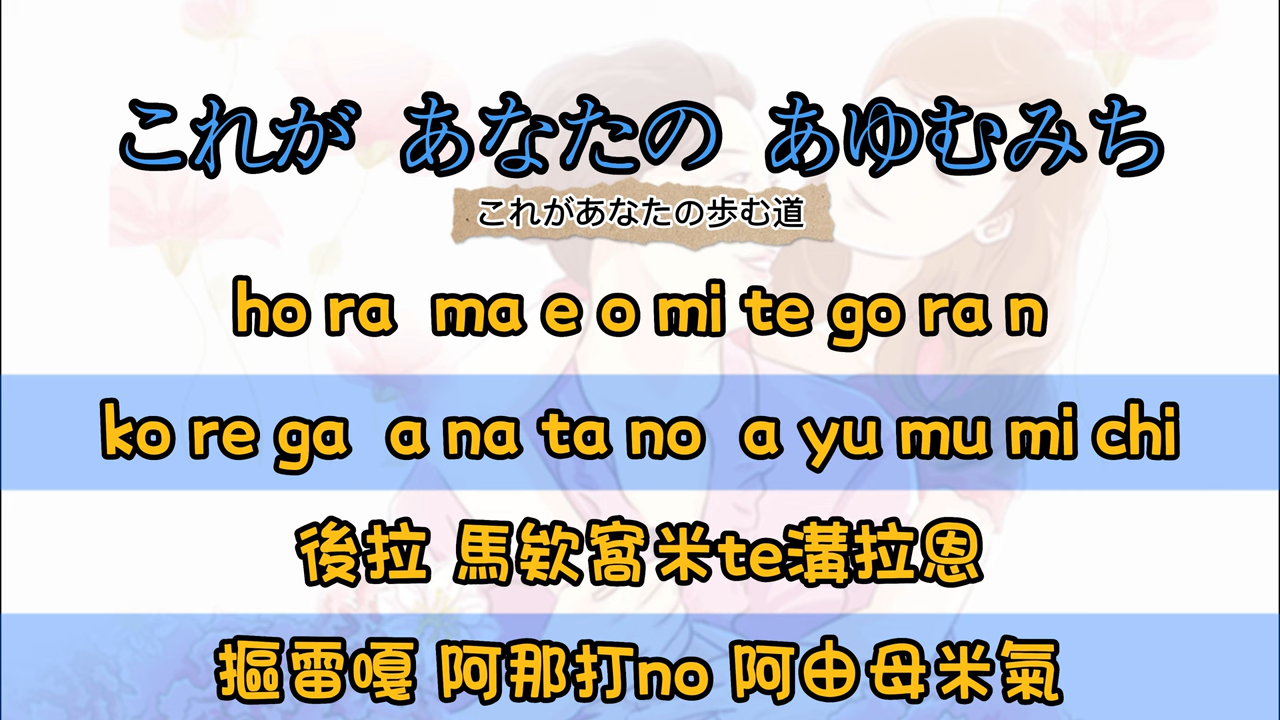 これが あなたの あゆむみち
これがあなたの歩む道
ho ra ma e o mi te go ra n
ko re ga a na ta no a yu mu mi chi
後拉 馬欸窩米te溝拉恩
摳雷嘎 阿那打no 阿由母米氣